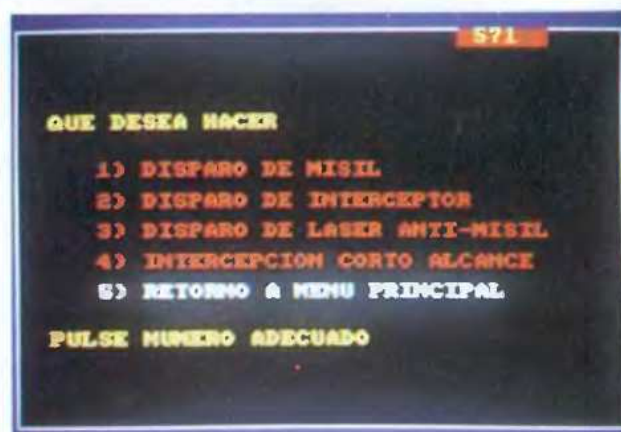 571
QUE DESEA HACER
1) DISPARO DE MISIL
2) DISPARO DE INTERCEPTOR
3) DISPARO DE LASER ANTI-MISIL
4) INTERCEPCION CORTO ALCANCE
5) RETORNO A MENU PRINCIPAL
PULSE NUMERO ADECUADO